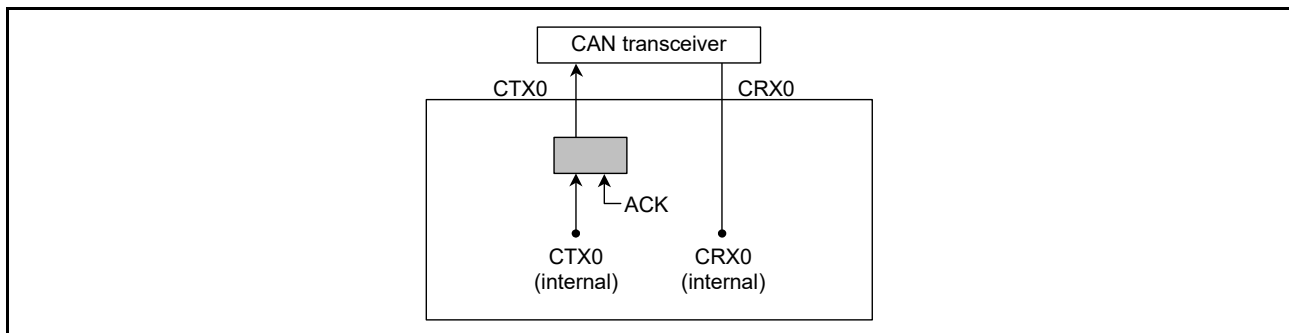 CAN transceiver
CTX0
CRX0
ACK
CTX0
(internal)
CRX0
(internal)